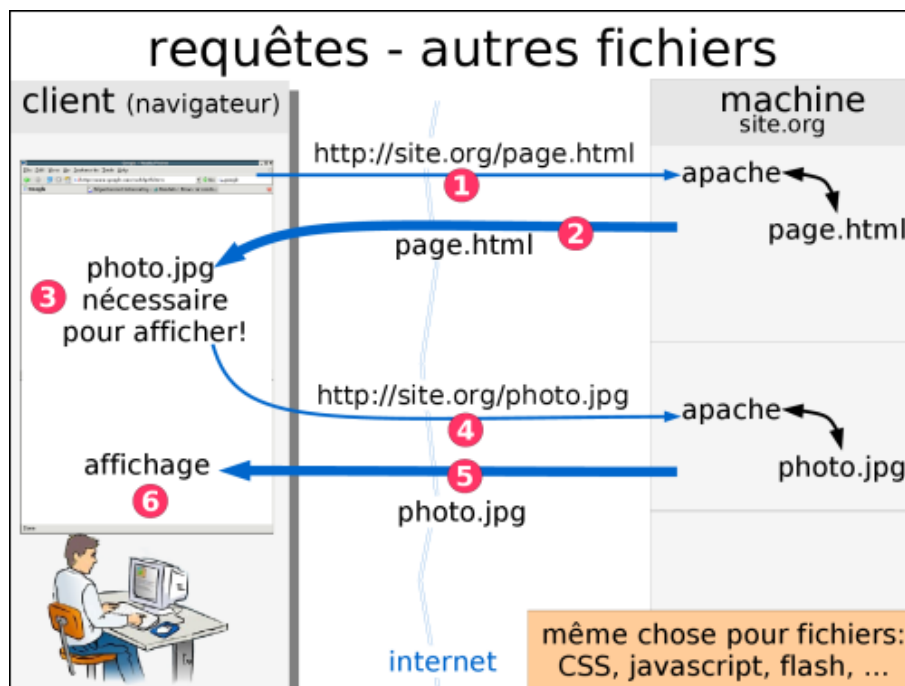 requêtes - autres fichiers
client (navigateur)
machine
site.org
http://site.org/page.html
1
apache
page.html
2
page.html
3
photo.jpg
nécessaire
pour afficher!
http://site.org/photo.jpg
4
apache
photo.jpg
affichage
5
6
photo.jpg
internet
même chose pour fichiers:
CSS, javascript, flash, ...